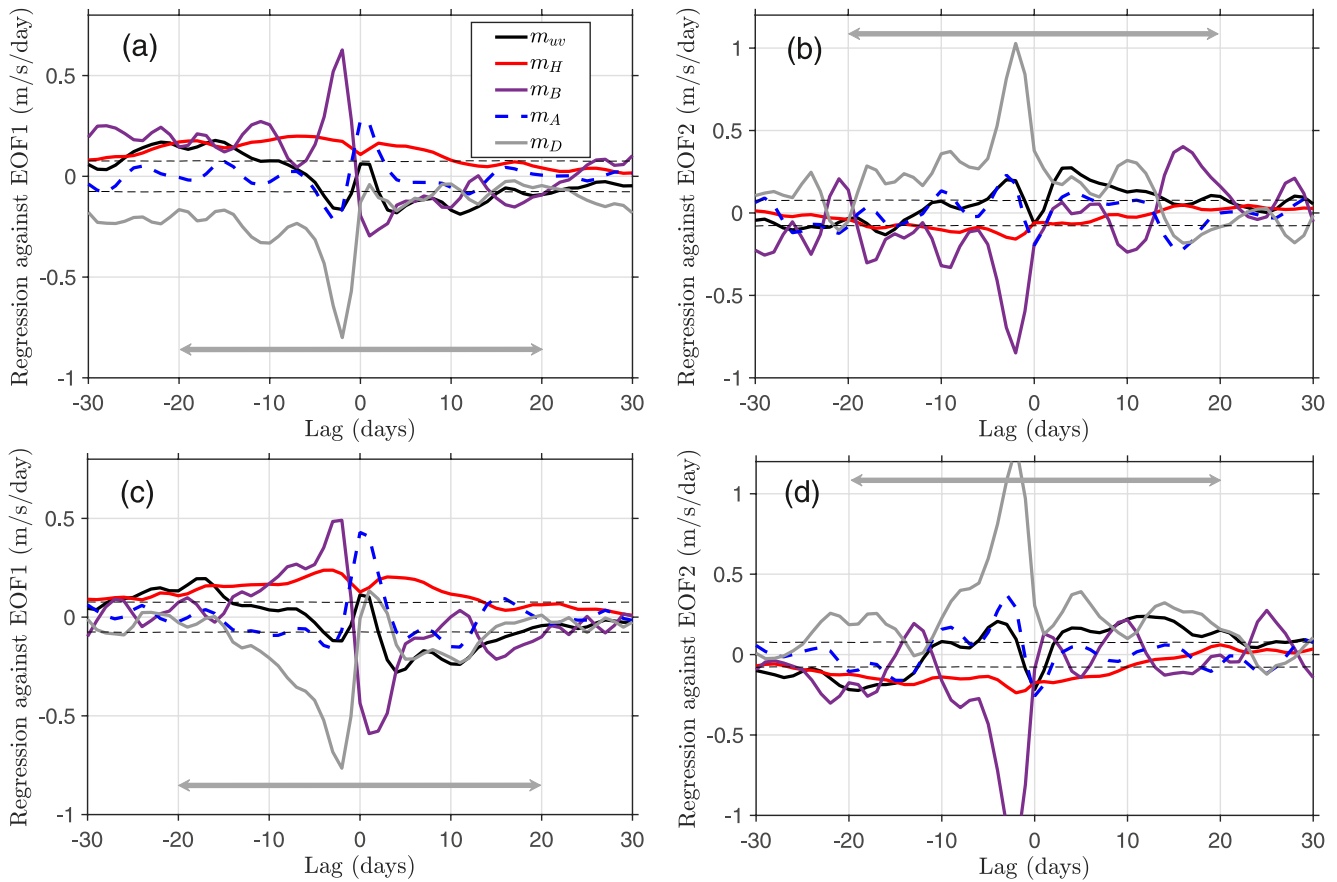 (a)
m_uv
m_H
m_B
m_A
m_D
0.5
0
-0.5
-1
-30 -20 -10 0 10 20 30
Lag (days)
Regression against EOF1 (m/s/day)
(b)
1
0.5
0
-0.5
-1
-30 -20 -10 0 10 20 30
Lag (days)
Regression against EOF2 (m/s/day)
(c)
0.5
0
-0.5
-1
-30 -20 -10 0 10 20 30
Lag (days)
Regression against EOF1 (m/s/day)
(d)
1
0.5
0
-0.5
-1
-30 -20 -10 0 10 20 30
Lag (days)
Regression against EOF2 (m/s/day)